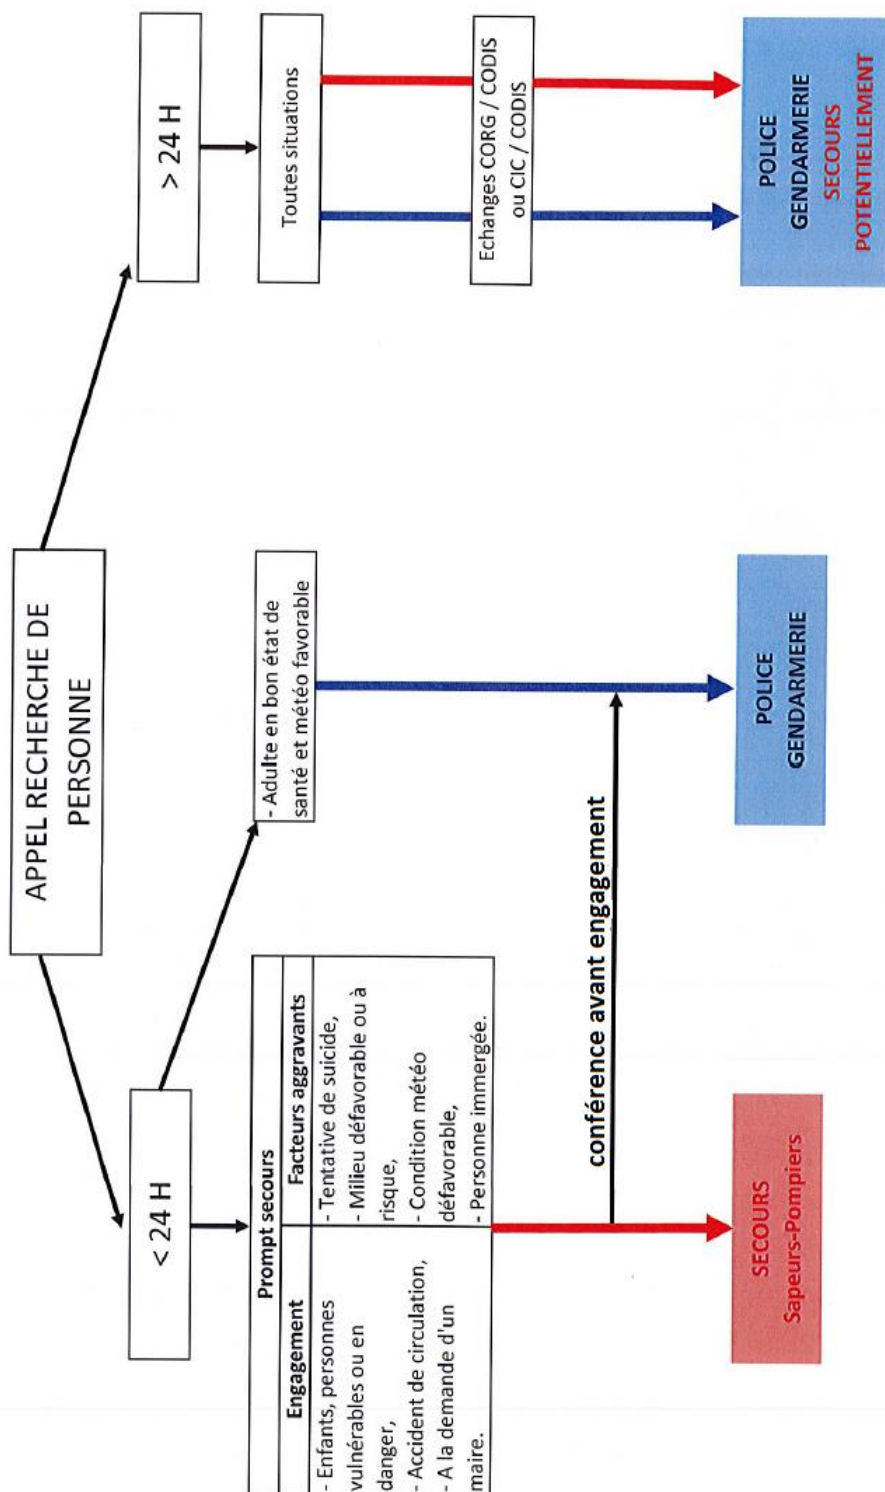 APPEL RECHERCHE DE
PERSONNE
< 24 H
> 24 H
Prompt secours
Engagement
Facteurs aggravants
- Enfants, personnes
vulnérables ou en
danger,
- Accident de circulation,
- A la demande d'un
maire.
- Tentative de suicide,
- Milieu défavorable ou à
risque,
- Condition météo
défavorable,
- Personne immergée.
- Adulte en bon état de
santé et météo favorable
Toutes situations
Echanges CORG / CODIS
ou CIC / CODIS
conférence avant engagement
SECOURS
Sapeurs-Pompiers
POLICE
GENDARMERIE
POLICE
GENDARMERIE
SECOURS
POTENTIELLEMENT